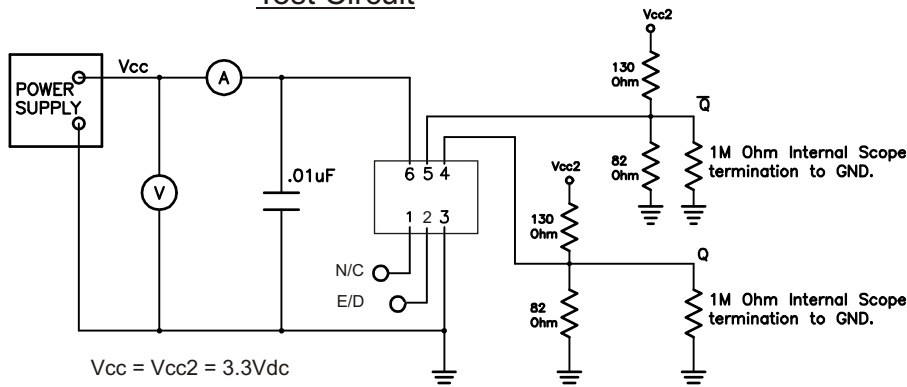 Test Circuit
Vcc2
Vcc
130
Ohm
A
POWER
SUPPLY
Q
1M Ohm Internal Scope
termination to GND.
82
Ohm
.01uF
Vcc2
6 5 4
V
130
Ohm
1 2 3
N/C
Q
E/D
1M Ohm Internal Scope
termination to GND.
82
Ohm
Vcc = Vcc2 = 3.3Vdc